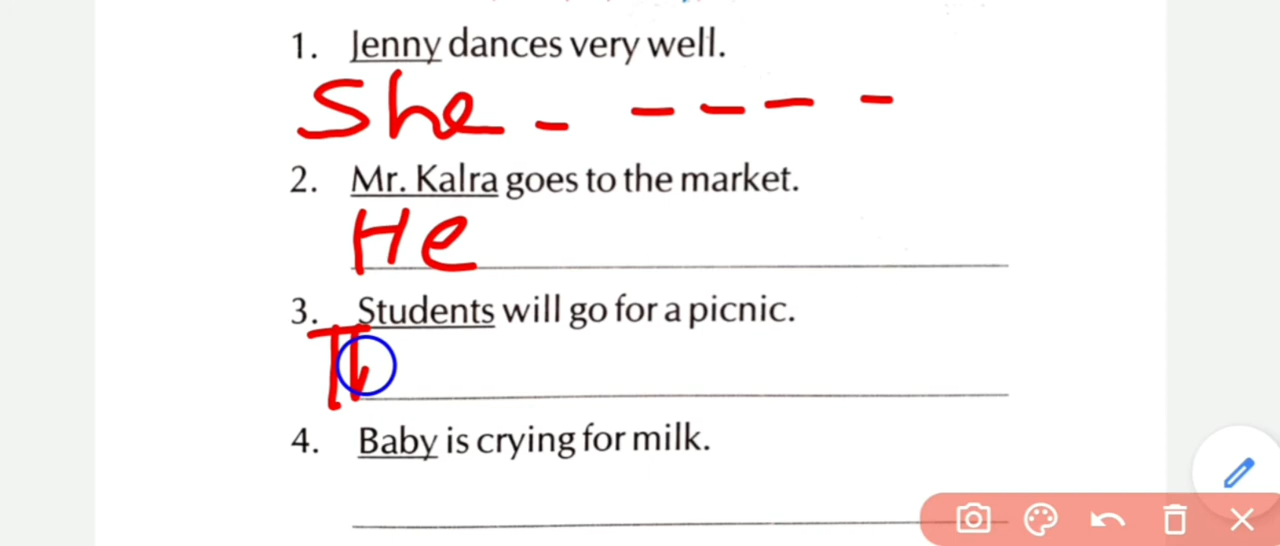 1. Jenny dances very well.
She - - - - -
2. Mr. Kalra goes to the market.
He
3. Students will go for a picnic.
4. Baby is crying for milk.